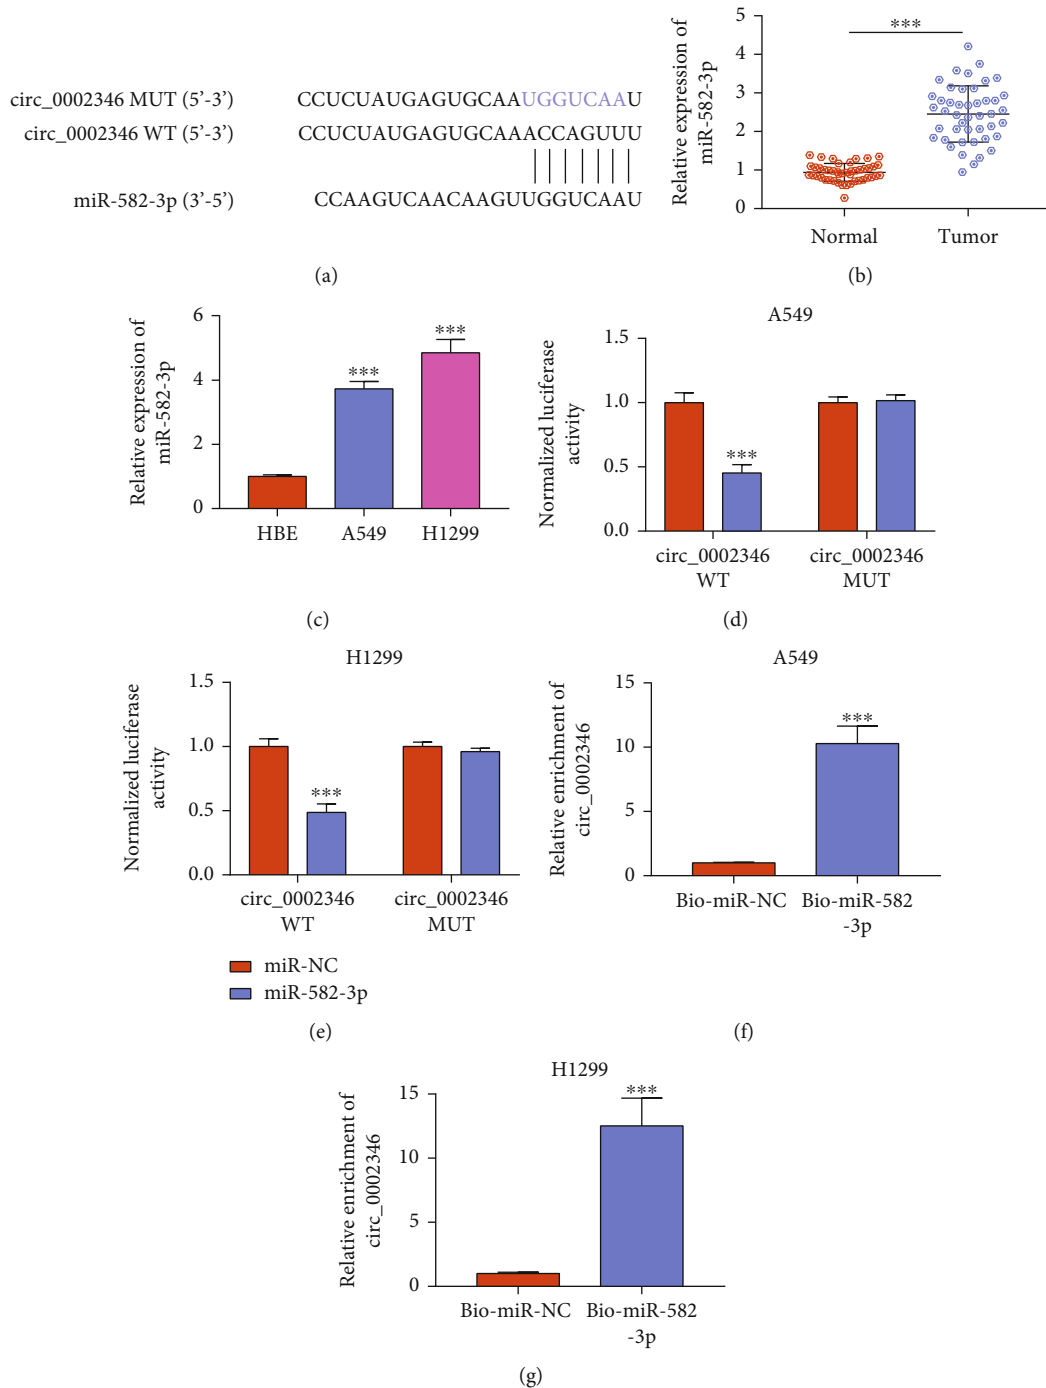 circ_0002346 MUT (5’-3’) CCUCUAUGAGUGCAAUGGUCAAU
circ_0002346 WT (5’-3’) CCUCUAUGAGUGCAAACCAGUUU
miR-582-3p (3’-5’) CCAAGUCAACAAGUUGGUCAAU
(a)
Relative expression of
miR-582-3p
5
4
3
2
1
0
***
Normal Tumor
(b)
Relative expression of
miR-582-3p
6
4
2
0
***
***
HBE A549 H1299
(c)
A549
Normalized luciferase
activity
1.5
1.0
0.5
0.0
***
circ_0002346
WT
circ_0002346
MUT
(d)
H1299
Normalized luciferase
activity
1.5
1.0
0.5
0.0
***
circ_0002346
WT
circ_0002346
MUT
miR-NC
miR-582-3p
(e)
A549
Relative enrichment of
circ_0002346
15
10
5
0
***
Bio-miR-NC
Bio-miR-582
-3p
(f)
H1299
Relative enrichment of
circ_0002346
15
10
5
0
***
Bio-miR-NC
Bio-miR-582
-3p
(g)